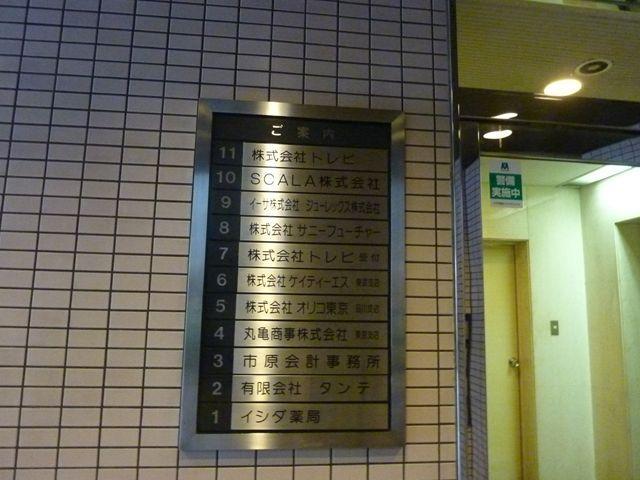 ご案内
11 株式会社トレビ
10 SCALA株式会社
9 イーサ株式会社 シューレックス株式会社
8 株式会社 サニーフューチャー
7 株式会社トレビ 受付
6 株式会社 ケイティーエス 東京支店
5 株式会社 オリコ東京 品川支店
4 丸亀商事株式会社 東京支店
3 市原会計事務所
2 有限会社 タンテ
1 イシダ薬局
警備
実施中